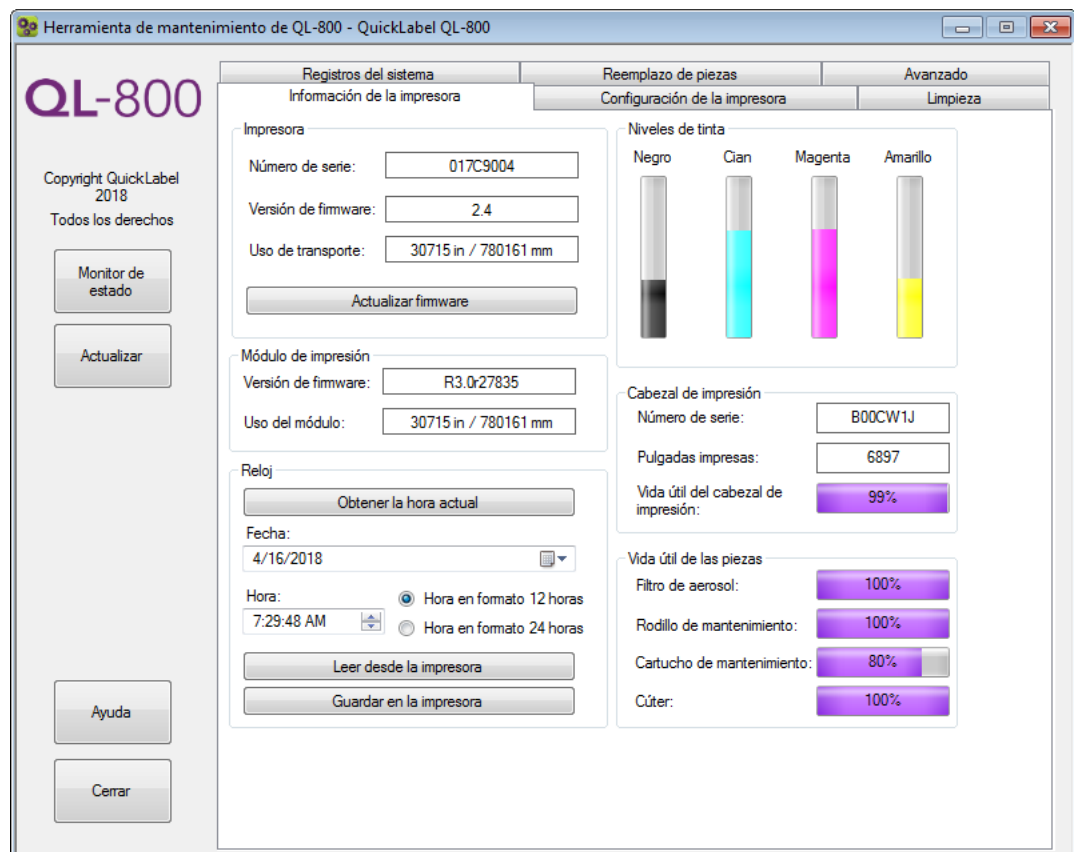 Herramienta de mantenimiento de QL-800 - QuickLabel QL-800
QL-800
Copyright QuickLabel
2018
Todos los derechos
Monitor de
estado
Actualizar
Ayuda
Cerrar
Registros del sistema
Reemplazo de piezas
Avanzado
Información de la impresora
Configuración de la impresora
Limpieza
Impresora
Número de serie: 017C9004
Versión de firmware: 2.4
Uso de transporte: 30715 in / 780161 mm
Actualizar firmware
Módulo de impresión
Versión de firmware: R3.0r27835
Uso del módulo: 30715 in / 780161 mm
Reloj
Obtener la hora actual
Fecha:
4/16/2018
Hora:
7:29:48 AM
Hora en formato 12 horas
Hora en formato 24 horas
Leer desde la impresora
Guardar en la impresora
Niveles de tinta
Negro Cian Magenta Amarillo
Cabezal de impresión
Número de serie: B00CW1J
Pulgadas impresas: 6897
Vida útil del cabezal de
impresión: 99%
Vida útil de las piezas
Filtro de aerosol: 100%
Rodillo de mantenimiento: 100%
Cartucho de mantenimiento: 80%
Cúter: 100%